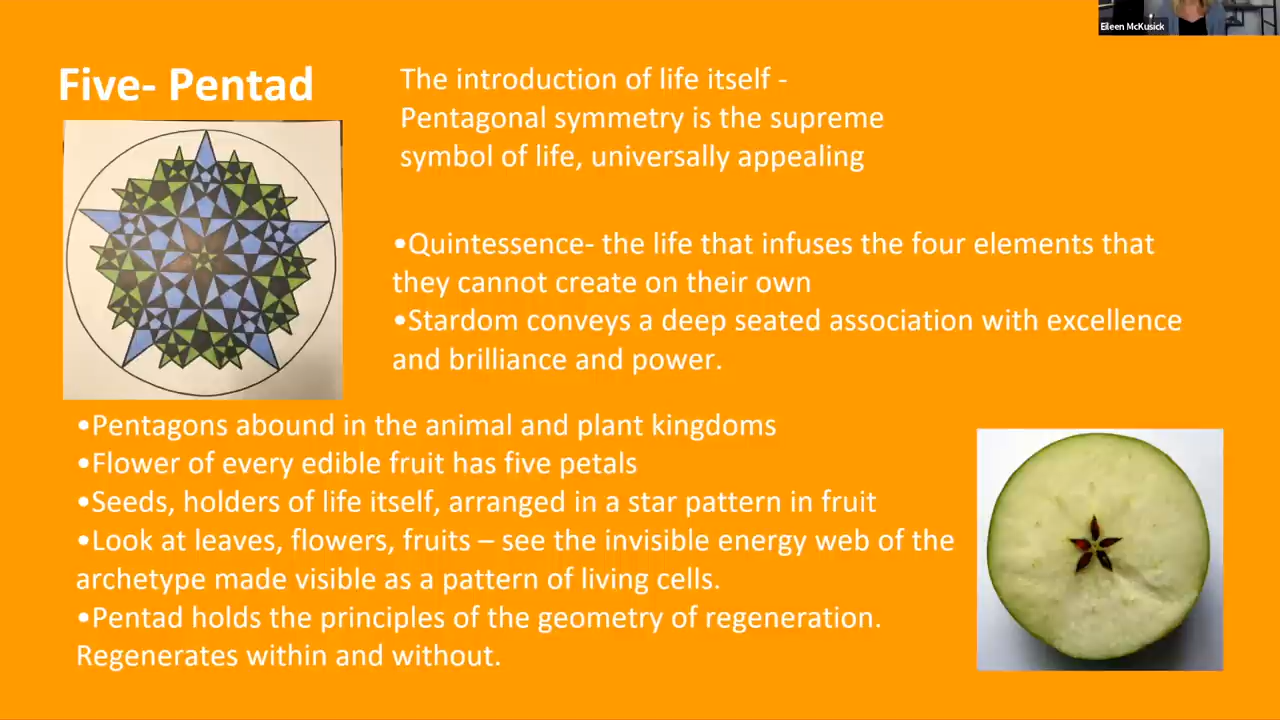 Eileen McKusick
Five- Pentad
The introduction of life itself -
Pentagonal symmetry is the supreme
symbol of life, universally appealing
•Quintessence- the life that infuses the four elements that
they cannot create on their own
•Stardom conveys a deep seated association with excellence
and brilliance and power.
•Pentagons abound in the animal and plant kingdoms
•Flower of every edible fruit has five petals
•Seeds, holders of life itself, arranged in a star pattern in fruit
•Look at leaves, flowers, fruits – see the invisible energy web of the
archetype made visible as a pattern of living cells.
•Pentad holds the principles of the geometry of regeneration.
Regenerates within and without.